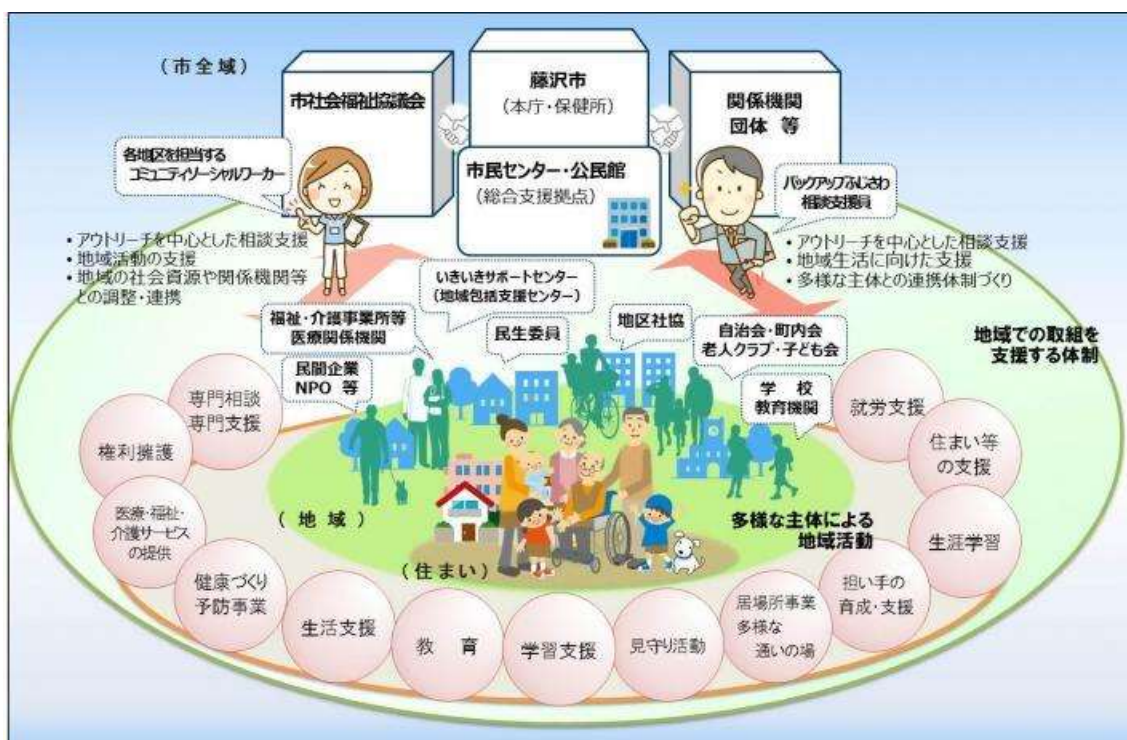 (市全域)
市社会福祉協議会
藤沢市
(本庁・保健所)
関係機関
団体 等
市民センター・公民館
(総合支援拠点)
各地区を担当する
コミュニティソーシャルワーカー
バックアップふじさわ
相談支援員
• アウトリーチを中心とした相談支援
• 地域活動の支援
• 地域の社会資源や関係機関等
との調整・連携
• アウトリーチを中心とした相談支援
• 地域生活に向けた支援
• 多様な主体との連携体制づくり
いきいきサポートセンター
(地域包括支援センター)
福祉・介護事業所等
医療関係機関
民生委員
地区社協
自治会・町内会
老人クラブ・子ども会
民間企業
NPO 等
学 校
教育機関
地域での取組を
支援する体制
専門相談
専門支援
権利擁護
医療・福祉・
介護サービス
の提供
健康づくり
予防事業
生活支援
教 育
学習支援
見守り活動
居場所事業
多様な
通いの場
担い手の
育成・支援
生涯学習
住まい等
の支援
就労支援
(地域)
多様な主体による
地域活動
(住まい)